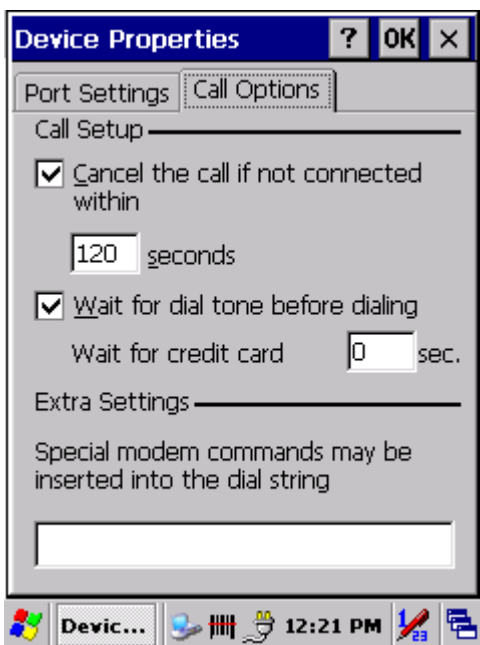 Device Properties ? OK ×
Port Settings Call Options
Call Setup
Cancel the call if not connected
within
120 seconds
Wait for dial tone before dialing
Wait for credit card 0 sec.
Extra Settings
Special modem commands may be
inserted into the dial string
Devic... 12:21 PM 1 23